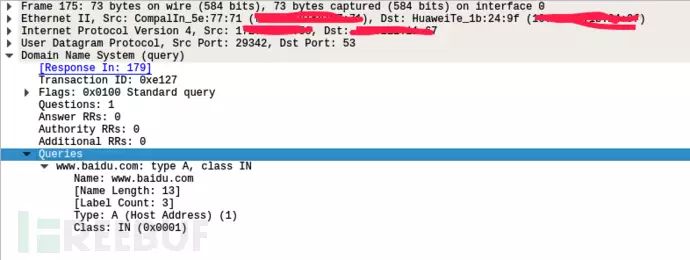 Frame 175: 73 bytes on wire (584 bits), 73 bytes captured (584 bits) on interface 0
Ethernet II, Src: CompalIn_5e:77:71 ( Dst: HuaweiTe_1b:24:9f
Internet Protocol Version 4, Src: Dst:
User Datagram Protocol, Src Port: 29342, Dst Port: 53
Domain Name System (query)
[Response In: 179]
Transaction ID: 0xe127
Flags: 0x0100 Standard query
Questions: 1
Answer RRs: 0
Authority RRs: 0
Additional RRs: 0
Queries
www.baidu.com: type A, class IN
Name: www.baidu.com
[Name Length: 13]
[Label Count: 3]
Type: A (Host Address) (1)
Class: IN (0x0001)
FREEBUF